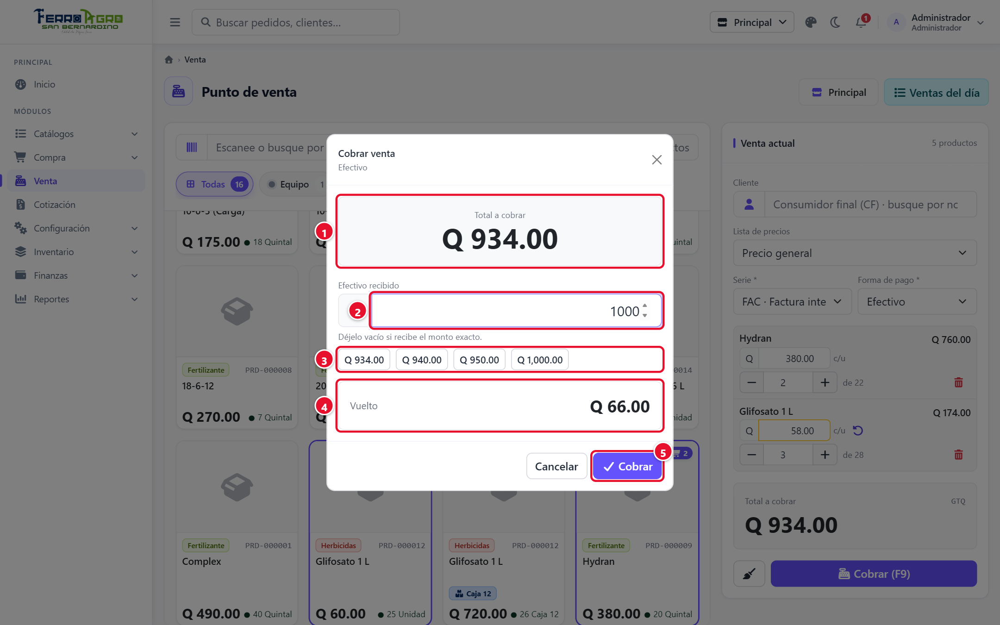 FERROAGRO
SAN BERNARDINO
Buscar pedidos, clientes...
Principal
1
A
Administrador
Administrador
PRINCIPAL
Inicio
MÓDULOS
Catálogos
Compra
Venta
Cotización
Configuración
Inventario
Finanzas
Reportes
› Venta
Punto de venta
Principal
Ventas del día
Escanee o busque por
tos
Todas 16
Equipo 1
10-0-5 (Carga)
10-
Q 175.00 18 Quintal
Q
uintal
Fertilizante PRD-000008
18-6-12
Q 270.00 7 Quintal
Fe
20
Q
0014
6 L
nidad
Fertilizante PRD-000001
Complex
Q 490.00 40 Quintal
Herbicidas PRD-000012
Glifosato 1 L
Q 60.00 25 Unidad
Herbicidas PRD-000012
Glifosato 1 L
Caja 12
Q 720.00 26 Caja 12
2
Fertilizante PRD-000009
Hydran
Q 380.00 20 Quintal
Cobrar venta
Efectivo
1
Total a cobrar
Q 934.00
Efectivo recibido
2
1000
Déjelo vacío si recibe el monto exacto.
3
Q 934.00 Q 940.00 Q 950.00 Q 1,000.00
4
Vuelto Q 66.00
5
Cancelar Cobrar
Venta actual 5 productos
Cliente
Consumidor final (CF) · busque por nc
Lista de precios
Precio general
Serie * Forma de pago *
FAC · Factura inte Efectivo
Hydran Q 760.00
Q 380.00 c/u
2 de 22
Glifosato 1 L Q 174.00
Q 58.00 c/u
3 de 28
Total a cobrar GTQ
Q 934.00
Cobrar (F9)